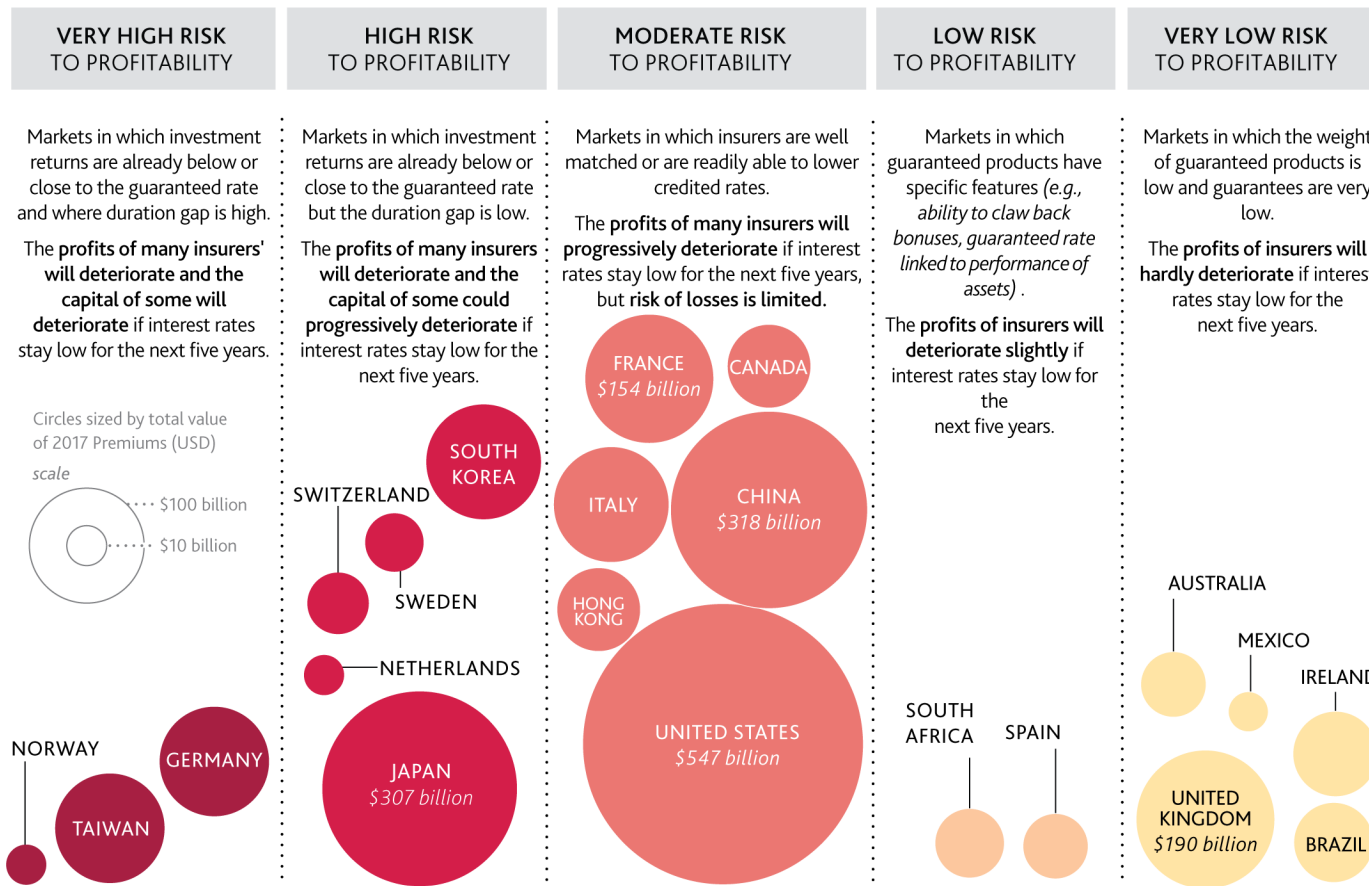 VERY HIGH RISK
TO PROFITABILITY
Markets in which investment
returns are already below or
close to the guaranteed rate
and where duration gap is high.
The profits of many insurers'
will deteriorate and the
capital of some will
deteriorate if interest rates
stay low for the next five years.
Circles sized by total value
of 2017 Premiums (USD)
scale
$100 billion
$10 billion
NORWAY
GERMANY
TAIWAN
HIGH RISK
TO PROFITABILITY
Markets in which investment
returns are already below or
close to the guaranteed rate
but the duration gap is low.
The profits of many insurers
will deteriorate and the
capital of some could
progressively deteriorate if
interest rates stay low for the
next five years.
SOUTH
KOREA
SWITZERLAND
SWEDEN
NETHERLANDS
JAPAN
$307 billion
MODERATE RISK
TO PROFITABILITY
Markets in which insurers are well
matched or are readily able to lower
credited rates.
The profits of many insurers will
progressively deteriorate if interest
rates stay low for the next five years,
but risk of losses is limited.
FRANCE
$154 billion
CANADA
ITALY
CHINA
$318 billion
HONG
KONG
UNITED STATES
$547 billion
LOW RISK
TO PROFITABILITY
Markets in which
guaranteed products have
specific features (e.g.,
ability to claw back
bonuses, guaranteed rate
linked to performance of
assets) .
The profits of insurers will
deteriorate slightly if
interest rates stay low for
the
next five years.
SOUTH
AFRICA
SPAIN
VERY LOW RISK
TO PROFITABILITY
Markets in which the weight
of guaranteed products is
low and guarantees are very
low.
The profits of insurers will
hardly deteriorate if interest
rates stay low for the
next five years.
AUSTRALIA
MEXICO
IRELAND
UNITED
KINGDOM
$190 billion
BRAZIL